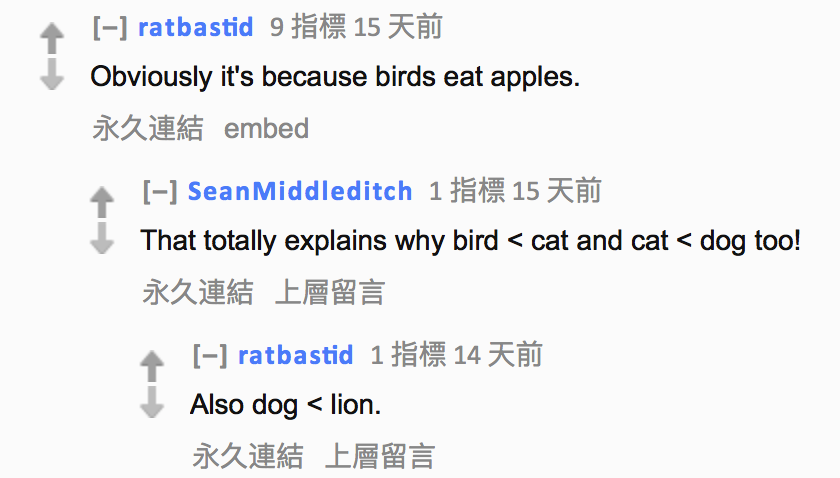 [–] ratbastid 9 指標 15 天前
Obviously it's because birds eat apples.
永久連結 embed
[–] SeanMiddleditch 1 指標 15 天前
That totally explains why bird < cat and cat < dog too!
永久連結 上層留言
[–] ratbastid 1 指標 14 天前
Also dog < lion.
永久連結 上層留言